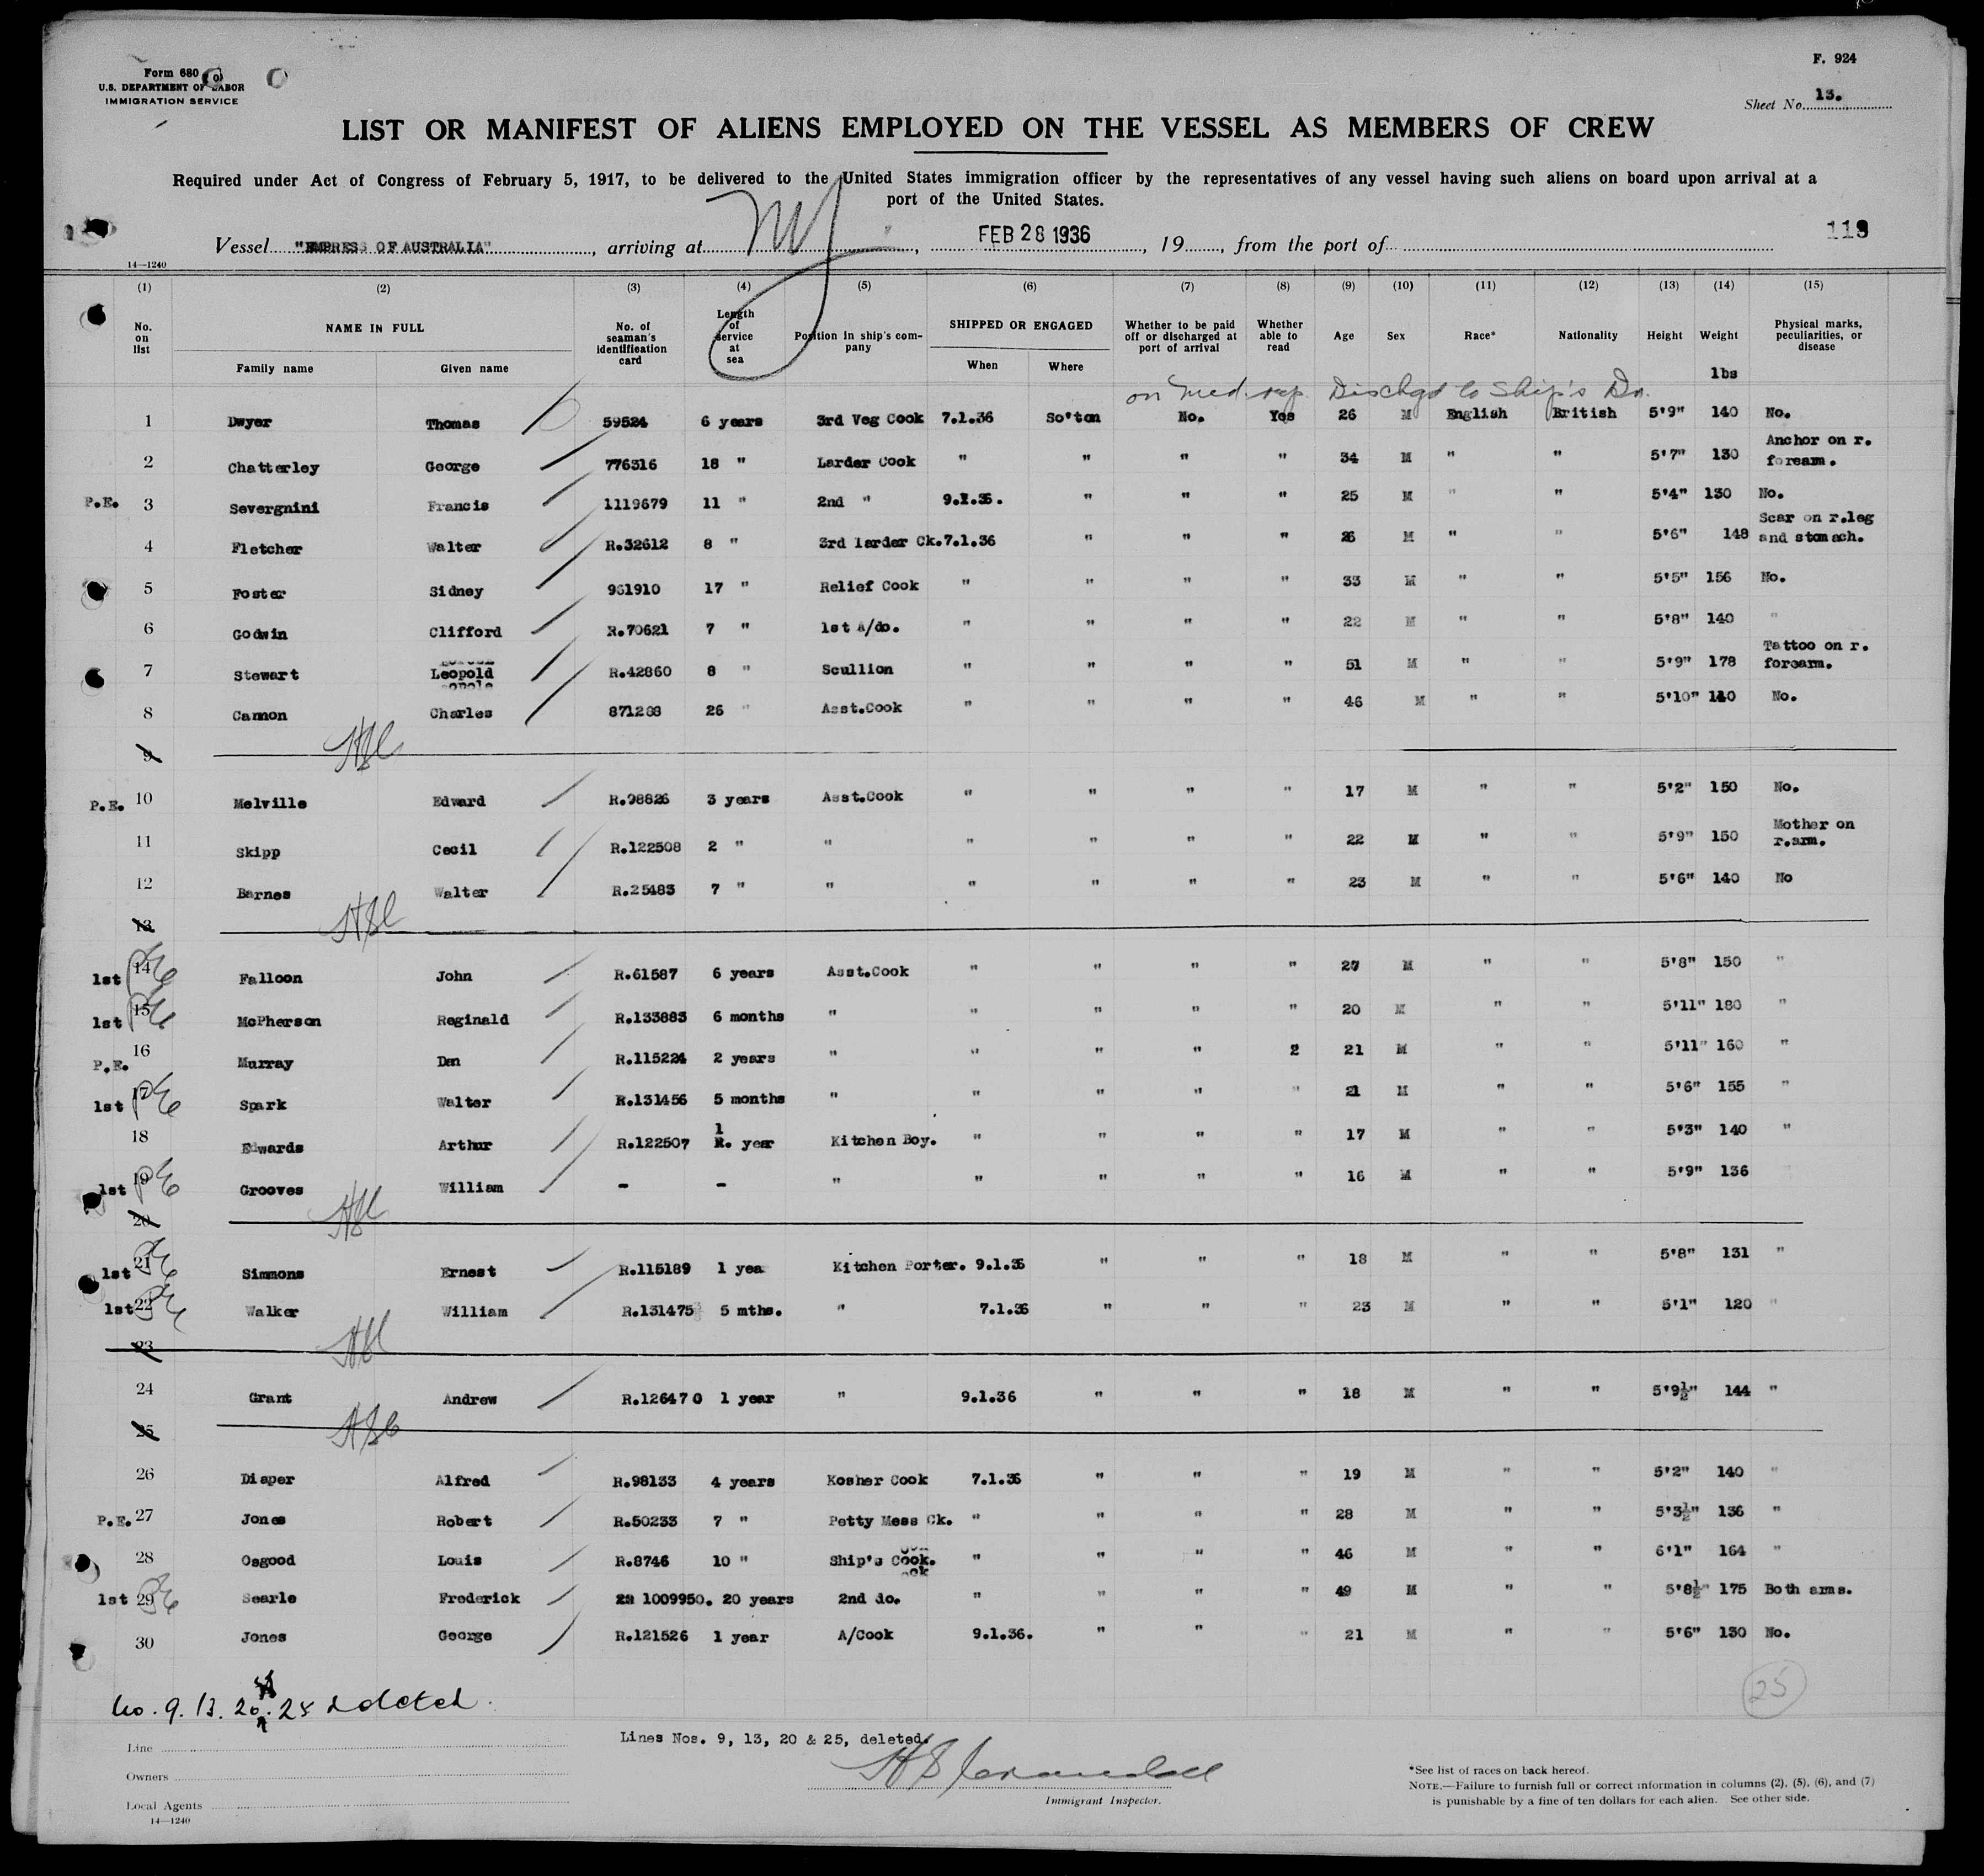 Form 680
U.S. DEPARTMENT OF LABOR
IMMIGRATION SERVICE
F. 924
Sheet No. 13.
LIST OR MANIFEST OF ALIENS EMPLOYED ON THE VESSEL AS MEMBERS OF CREW
Required under Act of Congress of February 5, 1917, to be delivered to the United States immigration officer by the representatives of any vessel having such aliens on board upon arrival at a
port of the United States.
Vessel "EMPRESS OF AUSTRALIA", arriving at NY, FEB 28 1936, 19, from the port of
14—1240
(1) (2) (3) (4) (5) (6) (7) (8) (9) (10) (11) (12) (13) (14) (15)
No. on list NAME IN FULL Family name Given name No. of seaman's identification card Length of service at sea Position in ship's company SHIPPED OR ENGAGED When Where Whether to be paid off or discharged at port of arrival Whether able to read Age Sex Race* Nationality Height Weight Physical marks, peculiarities, or disease
lbs
on med. rep. Dischgd to Ship's Dr.
1 Dwyer Thomas 59524 6 years 3rd Veg Cook 7.1.36 So'ton No. Yes 26 M English British 5'9" 140 No.
2 Chatterley George 776316 18 " Larder Cook " " " " 34 M " " 5'7" 130 Anchor on r. foream.
P.E. 3 Severgnini Francis 1119679 11 " 2nd " 9.1.36. " " " 25 M " " 5'4" 130 No.
4 Fletcher Walter R.32612 8 " 3rd larder Ck. 7.1.36 " " " 26 M " " 5'6" 148 Scar on r.leg and stomach.
5 Foster Sidney 931910 17 " Relief Cook " " " " 33 M " " 5'5" 156 No.
6 Godwin Clifford R.70621 7 " 1st A/do. " " " " 22 M " " 5'8" 140 "
7 Stewart Leopold R.42860 8 " Scullion " " " " 51 M " " 5'9" 178 Tattoo on r. foream.
8 Camon Charles 871288 26 " Asst.Cook " " " " 46 M " " 5'10" 140 No.
9
10 P.E. Melville Edward R.98826 3 years Asst.Cook " " " " 17 M " " 5'2" 150 No.
11 Skipp Cecil R.122508 2 " " " " " " 22 M " " 5'9" 150 Mother on r.arm.
12 Barnes Walter R.25483 7 " " " " " " 23 M " " 5'6" 140 No
13
1st 14 Falloon John R.61587 6 years Asst.Cook " " " " 27 M " " 5'8" 150 "
1st 15 McPherson Reginald R.133883 6 months " " " " " 20 M " " 5'11" 180 "
P.E. 16 Murray Dan R.115224 2 years " " " " 2 21 M " " 5'11" 160 "
1st 17 Spark Walter R.131456 5 months " " " " " 21 M " " 5'6" 155 "
18 Edwards Arthur R.122507 1 year Kitchen Boy. " " " " 17 M " " 5'3" 140 "
1st 19 Grooves William - - " " " " " 16 M " " 5'9" 136
20
1st 21 Simmons Ernest R.115189 1 yea Kitchen Porter. 9.1.36 " " " 18 M " " 5'8" 131 "
1st 22 Walker William R.131475 5 mths. " 7.1.36 " " " 23 M " " 5'1" 120 "
23
24 Grant Andrew R.126470 1 year " 9.1.36 " " " 18 M " " 5'9½" 144 "
25
26 Diaper Alfred R.98133 4 years Kosher Cook 7.1.36 " " " 19 M " " 5'2" 140 "
P.E. 27 Jones Robert R.50233 7 " Petty Mess Ck. " " " " 28 M " " 5'3½" 136 "
28 Osgood Louis R.8746 10 " Ship's Cook. " " " " 46 M " " 6'1" 164 "
1st 29 Searle Frederick 1009950. 20 years 2nd do. " " " " 49 M " " 5'8½" 175 Both arms.
30 Jones George R.121526 1 year A/Cook 9.1.36. " " " 21 M " " 5'6" 130 No.
25
No. 9. 13. 20. 25 deleted.
Lines Nos. 9, 13, 20 & 25, deleted.
Line
Owners
Local Agents
14—1240
Immigrant Inspector.
*See list of races on back hereof.
NOTE.—Failure to furnish full or correct information in columns (2), (5), (6), and (7)
is punishable by a fine of ten dollars for each alien. See other side.